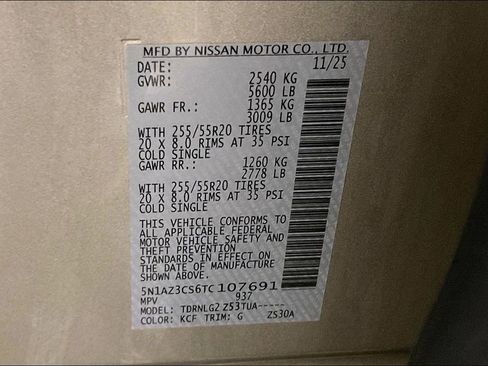 MFD BY NISSAN MOTOR CO., LTD.
DATE: 11/25
GVWR: 2540 KG
5600 LB
GAWR FR.: 1365 KG
3009 LB
WITH 255/55R20 TIRES
20 X 8.0 RIMS AT 35 PSI
COLD SINGLE
GAWR RR.: 1260 KG
2778 LB
WITH 255/55R20 TIRES
20 X 8.0 RIMS AT 35 PSI
COLD SINGLE
THIS VEHICLE CONFORMS TO
ALL APPLICABLE FEDERAL
MOTOR VEHICLE SAFETY AND
THEFT PREVENTION
STANDARDS IN EFFECT ON
THE DATE OF MANUFACTURE
SHOWN ABOVE.
5N1AZ3CS6TC107691
MPV 937
MODEL: TDRNLG2 Z53TUA-----
COLOR: KCF TRIM: G ZS30A